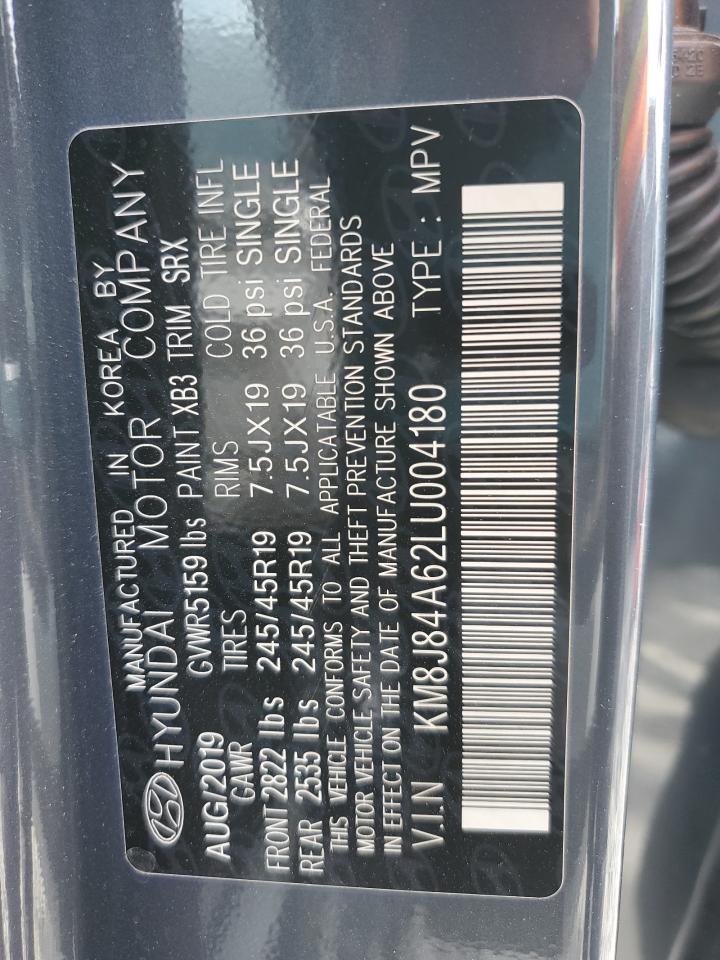 MANUFACTURED IN KOREA BY
HYUNDAI MOTOR COMPANY
AUG/2019 GVWR5159 lbs PAINT XB3 TRIM SRX
GAWR TIRES RIMS COLD TIRE INFL
FRONT 2822 lbs 245/45R19 7.5JX19 36 psi SINGLE
REAR 2535 lbs 245/45R19 7.5JX19 36 psi SINGLE
THIS VEHICLE CONFORMS TO ALL APPLICATABLE U.S.A. FEDERAL
MOTOR VEHICLE SAFETY AND THEFT PREVENTION STANDARDS
IN EFFECT ON THE DATE OF MANUFACTURE SHOWN ABOVE
V.I.N KM8J84A62LU004180 TYPE : MPV